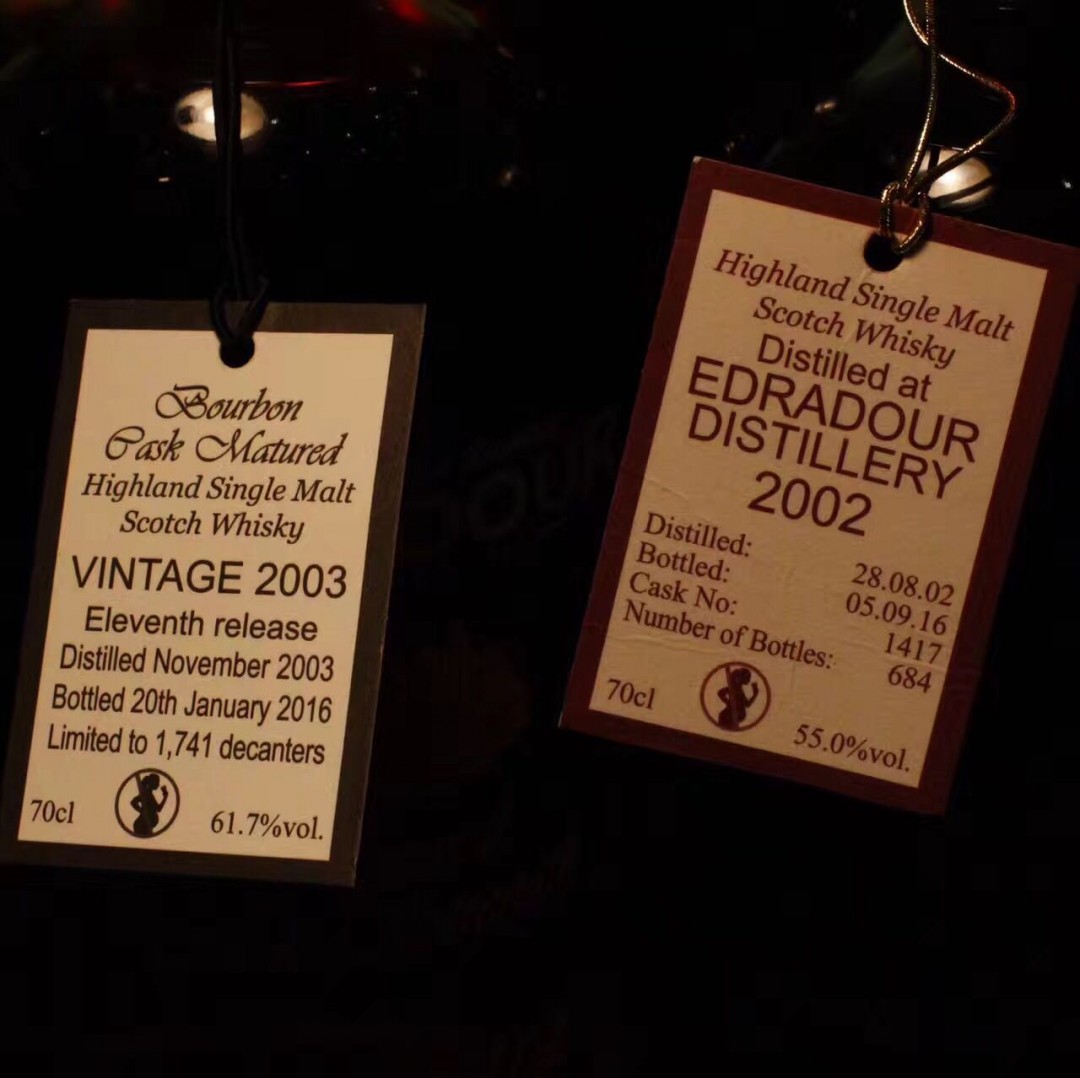 Bourbon
Cask Matured
Highland Single Malt
Scotch Whisky
VINTAGE 2003
Eleventh release
Distilled November 2003
Bottled 20th January 2016
Limited to 1,741 decanters
70cl 61.7%vol.
Highland Single Malt
Scotch Whisky
Distilled at
EDRADOUR
DISTILLERY
2002
Distilled: 28.08.02
Bottled: 05.09.16
Cask No: 1417
Number of Bottles: 684
70cl 55.0%vol.